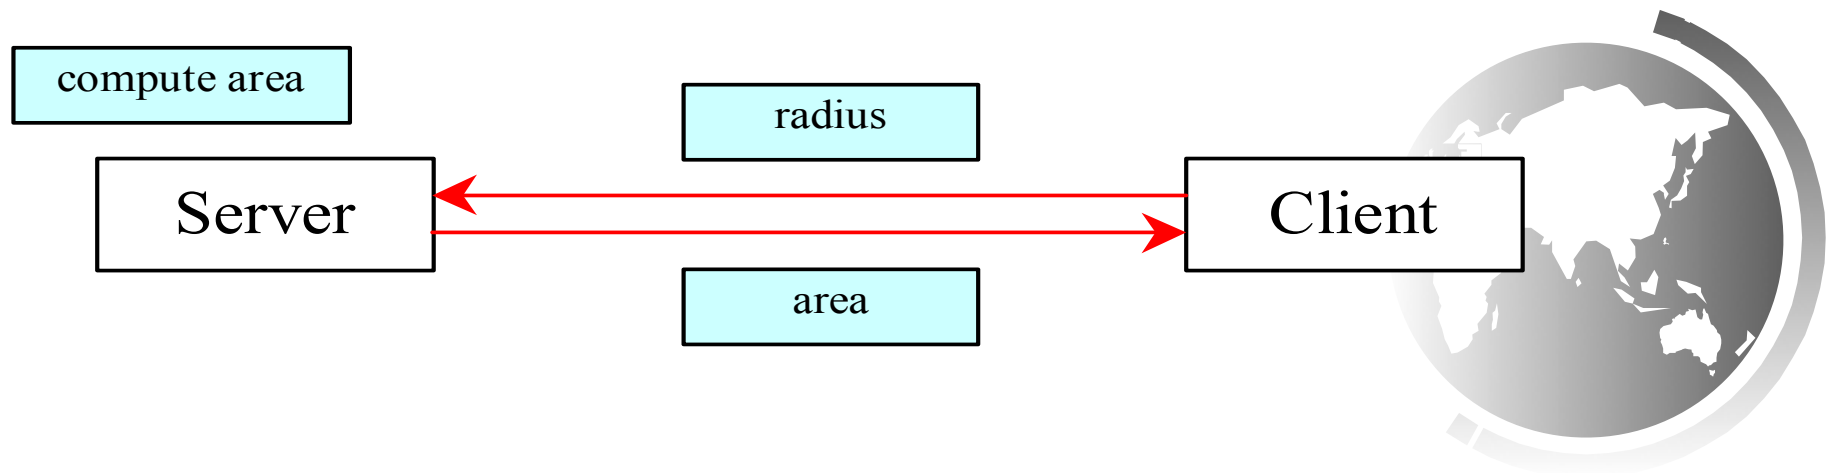 compute area
radius
Server
Client
area